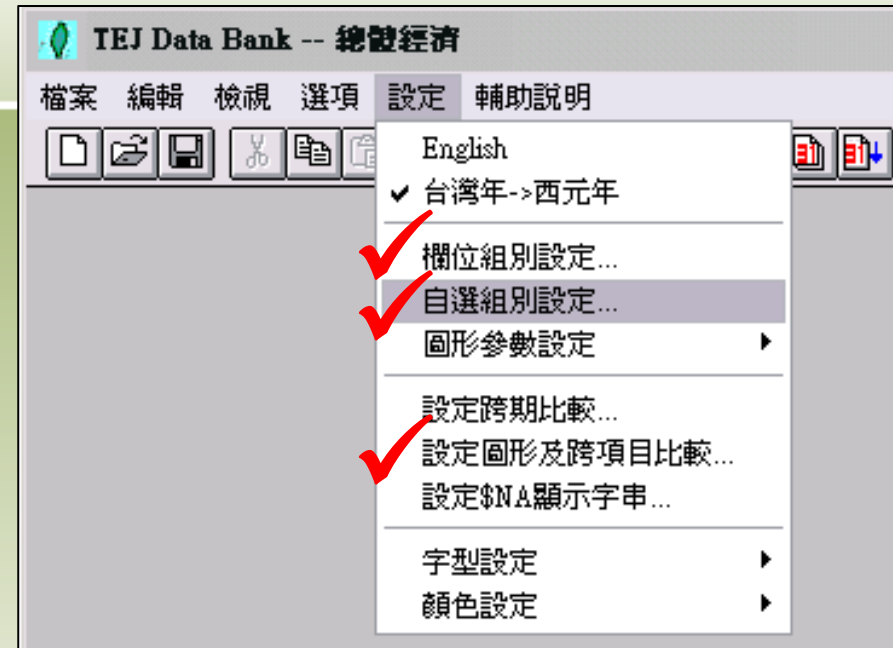 TEJ Data Bank -- 總體經濟
檔案 編輯 檢視 選項 設定 輔助說明
English
台灣年->西元年
欄位組別設定...
自選組別設定...
圖形參數設定
設定跨期比較...
設定圖形及跨項目比較...
設定$NA顯示字串...
字型設定
顏色設定